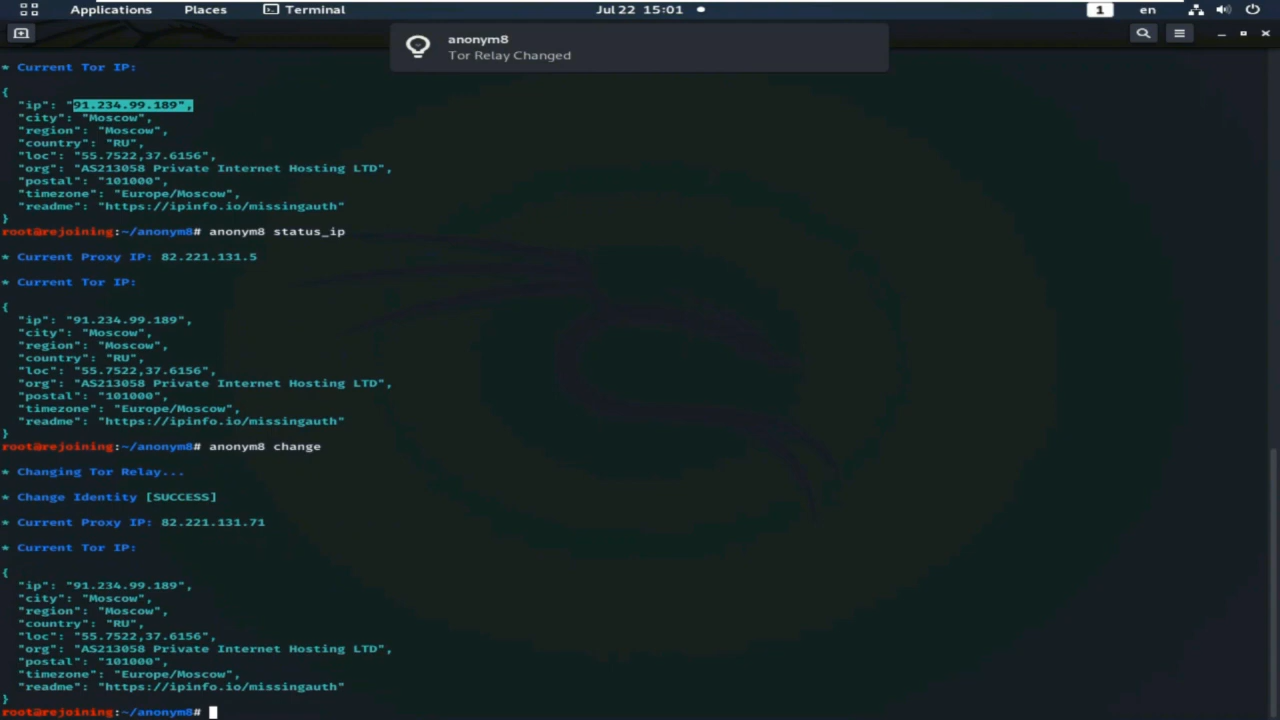 Applications Places Terminal Jul 22 15:01 1 en
anonym8
Tor Relay Changed
* Current Tor IP:
{
"ip": "91.234.99.189",
"city": "Moscow",
"region": "Moscow",
"country": "RU",
"loc": "55.7522,37.6156",
"org": "AS213058 Private Internet Hosting LTD",
"postal": "101000",
"timezone": "Europe/Moscow",
"readme": "https://ipinfo.io/missingauth"
}
root@rejoining:~/anonym8# anonym8 status_ip
* Current Proxy IP: 82.221.131.5
* Current Tor IP:
{
"ip": "91.234.99.189",
"city": "Moscow",
"region": "Moscow",
"country": "RU",
"loc": "55.7522,37.6156",
"org": "AS213058 Private Internet Hosting LTD",
"postal": "101000",
"timezone": "Europe/Moscow",
"readme": "https://ipinfo.io/missingauth"
}
root@rejoining:~/anonym8# anonym8 change
* Changing Tor Relay...
* Change Identity [SUCCESS]
* Current Proxy IP: 82.221.131.71
* Current Tor IP:
{
"ip": "91.234.99.189",
"city": "Moscow",
"region": "Moscow",
"country": "RU",
"loc": "55.7522,37.6156",
"org": "AS213058 Private Internet Hosting LTD",
"postal": "101000",
"timezone": "Europe/Moscow",
"readme": "https://ipinfo.io/missingauth"
}
root@rejoining:~/anonym8#